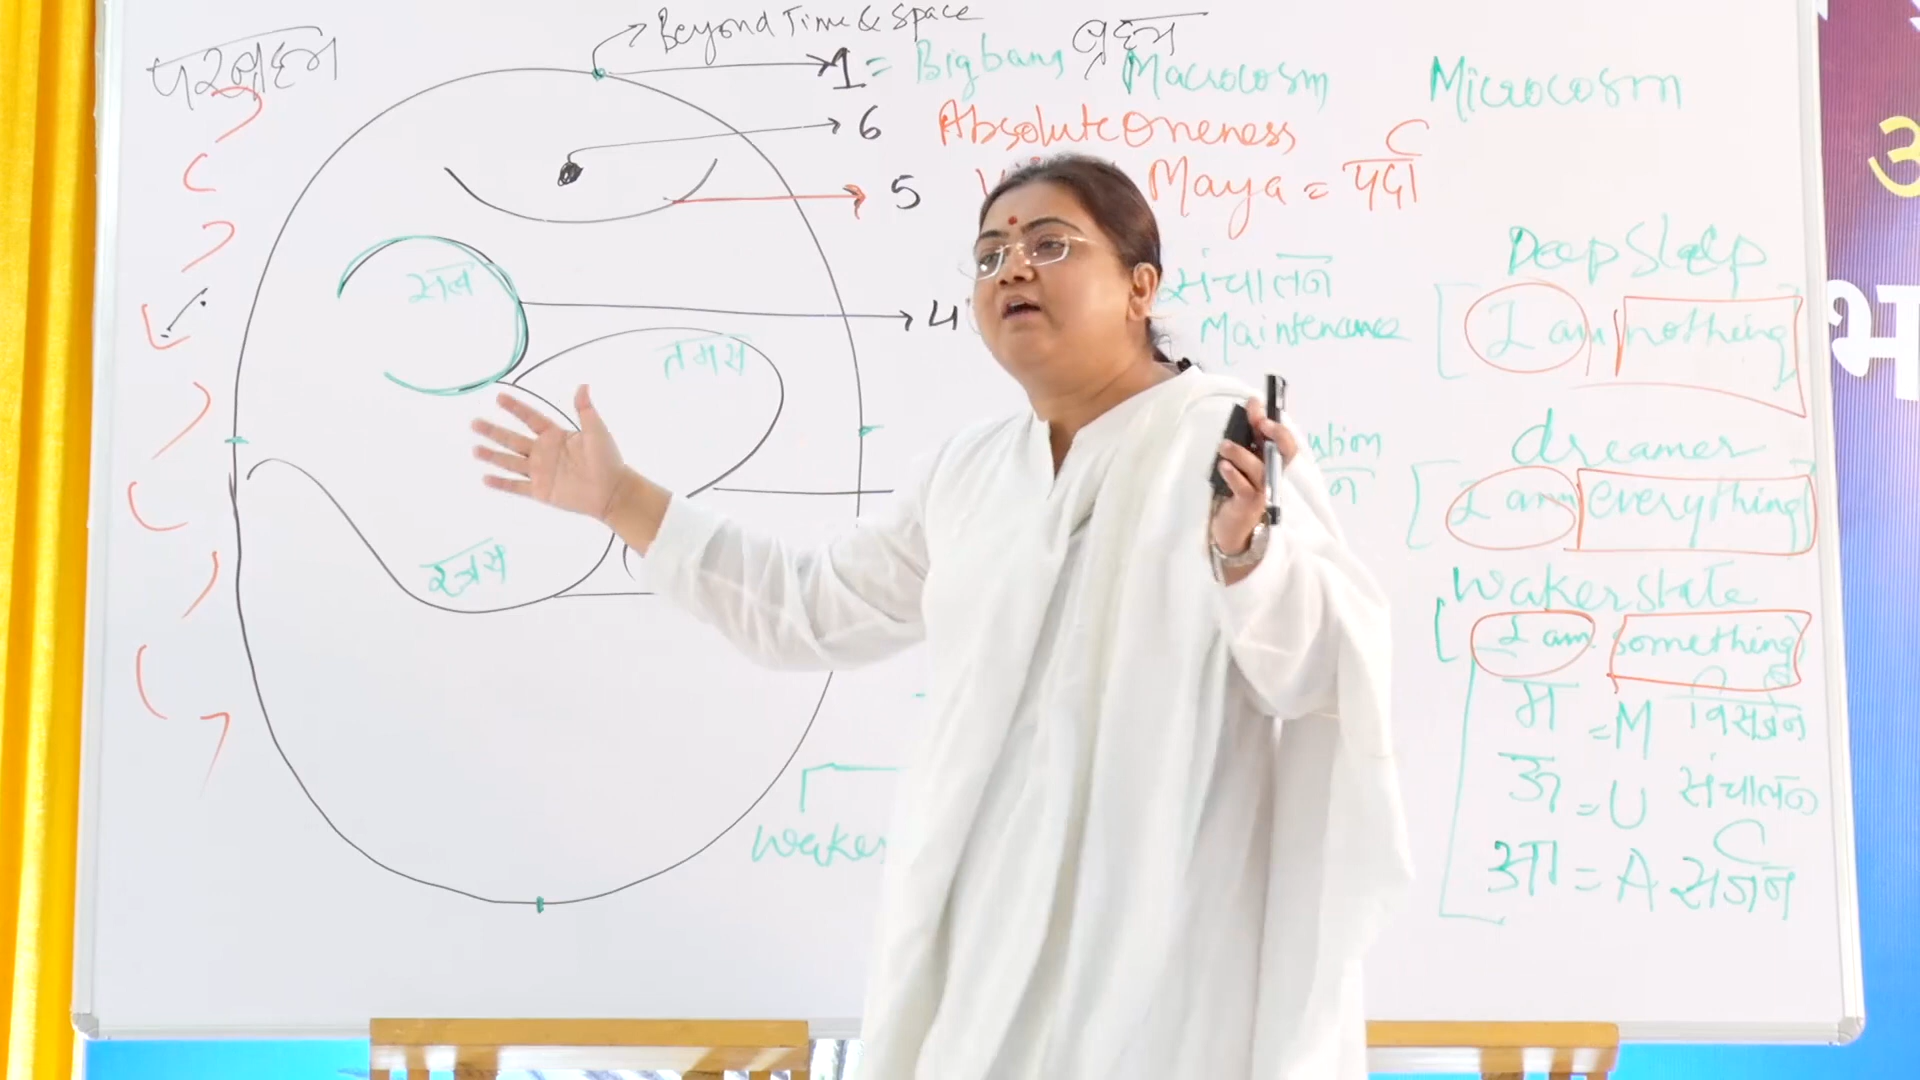 Beyond Time & Space
परब्रह्म
1 = Bigbang
ब्रह्म
Macrocosm
Microcosm
6 Absolute Oneness
5
Maya = पर्दा
सत्व
4
संचालन
Maintenance
तमस
रजस
Deep Sleep
I am nothing
dreamer
I am everything
waker state
I am something
म = M विसर्जन
ऊ = U संचालन
आ = A सर्जन
waker